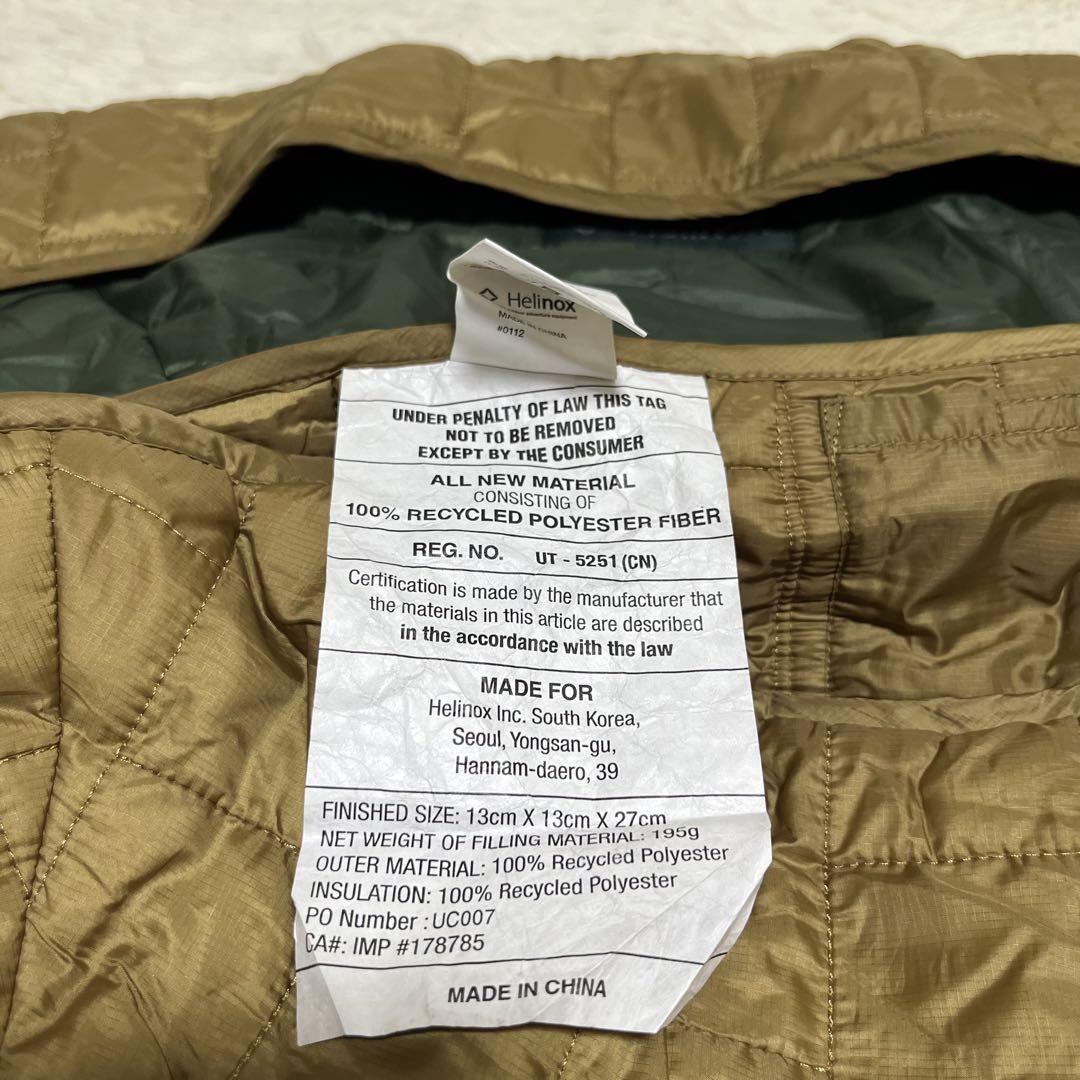 Helinox
MADE IN CHINA
#0112
UNDER PENALTY OF LAW THIS TAG
NOT TO BE REMOVED
EXCEPT BY THE CONSUMER
ALL NEW MATERIAL
CONSISTING OF
100% RECYCLED POLYESTER FIBER
REG. NO. UT - 5251 (CN)
Certification is made by the manufacturer that
the materials in this article are described
in the accordance with the law
MADE FOR
Helinox Inc. South Korea,
Seoul, Yongsan-gu,
Hannam-daero, 39
FINISHED SIZE: 13cm X 13cm X 27cm
NET WEIGHT OF FILLING MATERIAL: 195g
OUTER MATERIAL: 100% Recycled Polyester
INSULATION: 100% Recycled Polyester
PO Number : UC007
CA#: IMP #178785
MADE IN CHINA